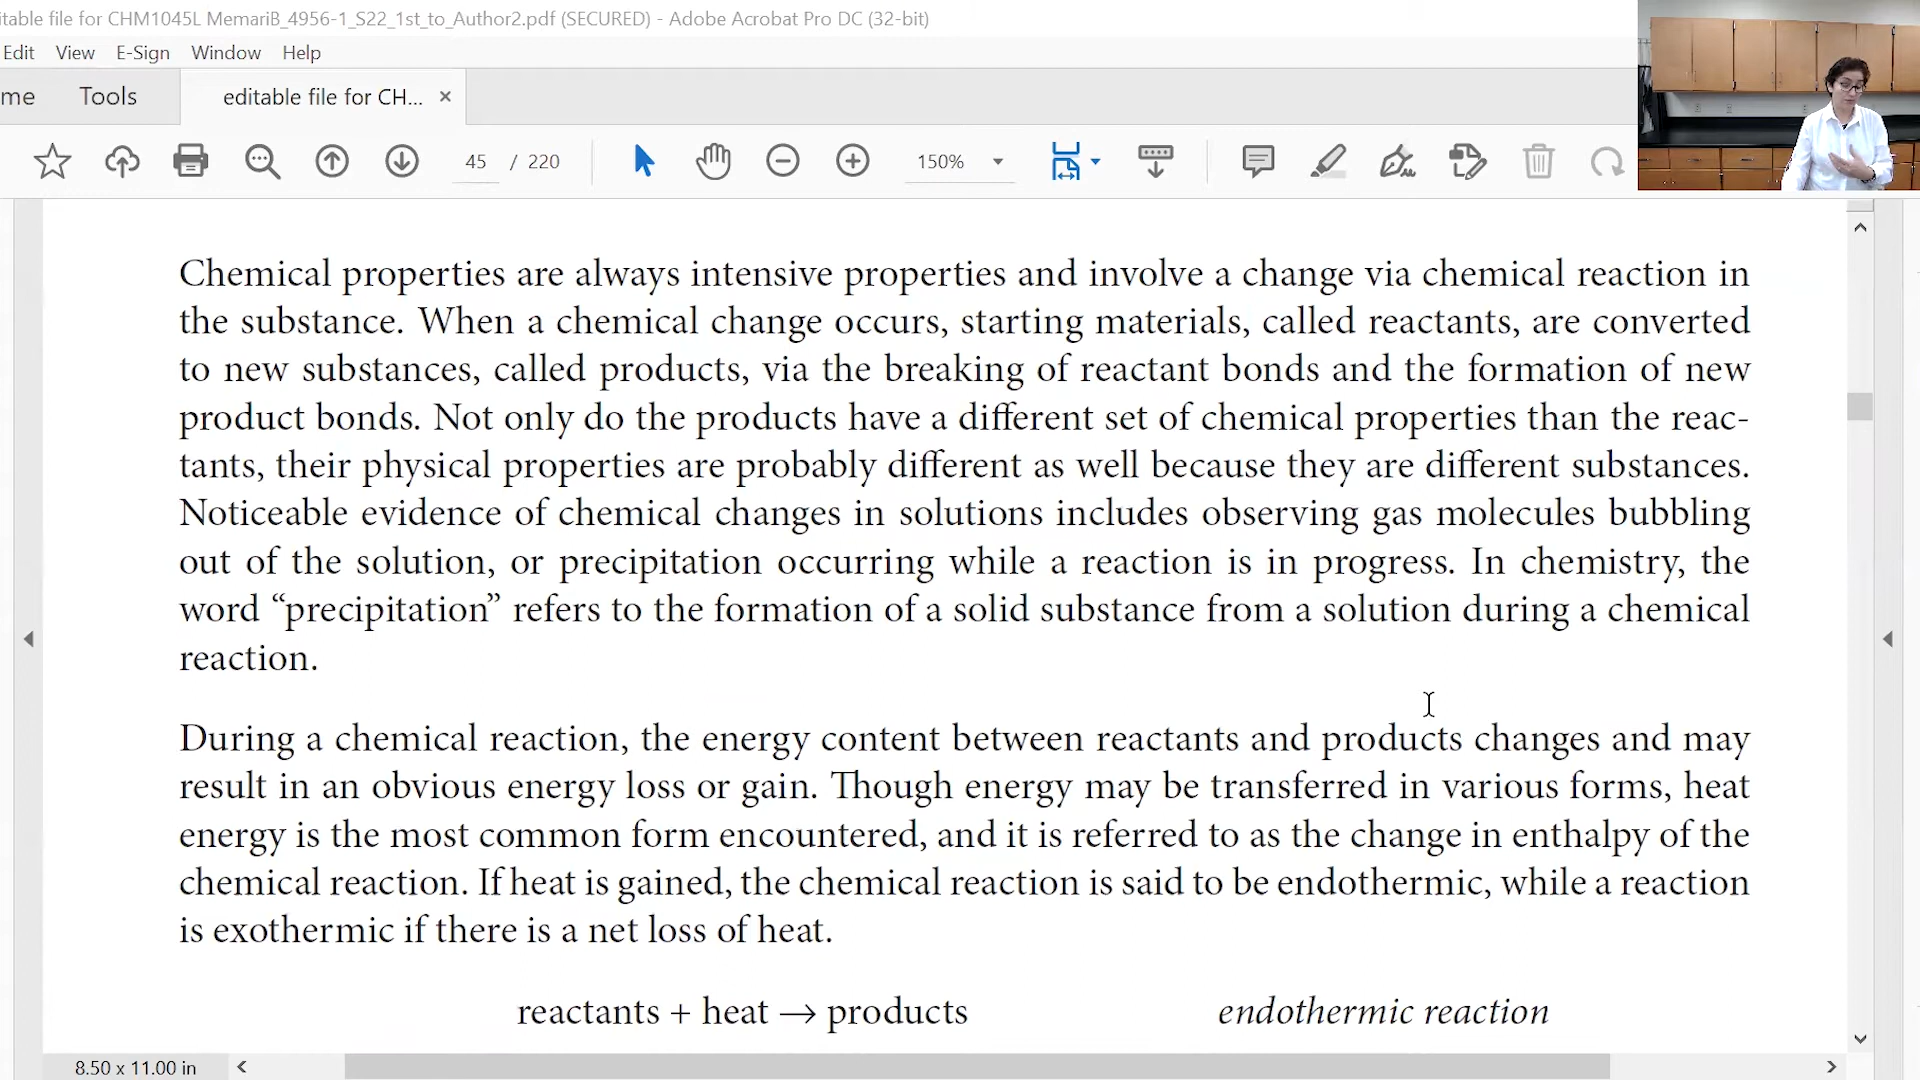 itable file for CHM1045L MemariB_4956-1_S22_1st_to_Author2.pdf (SECURED) - Adobe Acrobat Pro DC (32-bit)
Edit View E-Sign Window Help
me Tools editable file for CH... ×
45 / 220 150%
Chemical properties are always intensive properties and involve a change via chemical reaction in
the substance. When a chemical change occurs, starting materials, called reactants, are converted
to new substances, called products, via the breaking of reactant bonds and the formation of new
product bonds. Not only do the products have a different set of chemical properties than the reac-
tants, their physical properties are probably different as well because they are different substances.
Noticeable evidence of chemical changes in solutions includes observing gas molecules bubbling
out of the solution, or precipitation occurring while a reaction is in progress. In chemistry, the
word “precipitation” refers to the formation of a solid substance from a solution during a chemical
reaction.
During a chemical reaction, the energy content between reactants and products changes and may
result in an obvious energy loss or gain. Though energy may be transferred in various forms, heat
energy is the most common form encountered, and it is referred to as the change in enthalpy of the
chemical reaction. If heat is gained, the chemical reaction is said to be endothermic, while a reaction
is exothermic if there is a net loss of heat.
reactants + heat → products endothermic reaction
8.50 x 11.00 in